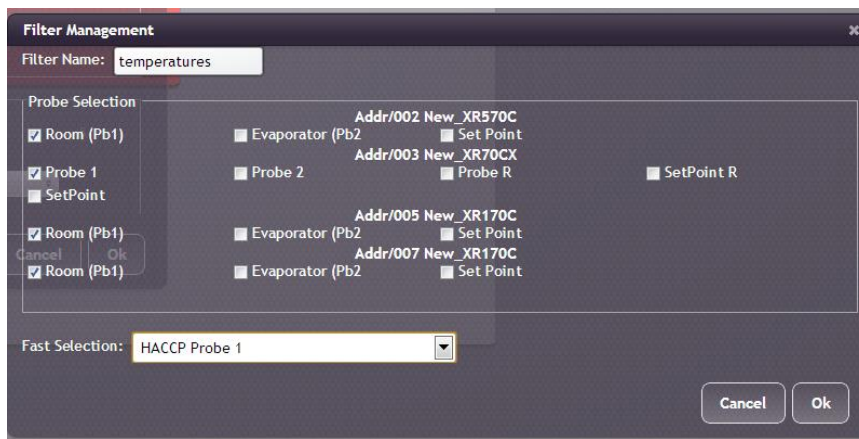 Filter Management
Filter Name: temperatures
Probe Selection
Addr/002 New_XR570C
Room (Pb1) Evaporator (Pb2 Set Point
Addr/003 New_XR70CX
Probe 1 Probe 2 Probe R SetPoint R
SetPoint
Addr/005 New_XR170C
Room (Pb1) Evaporator (Pb2 Set Point
Cancel Ok
Addr/007 New_XR170C
Room (Pb1) Evaporator (Pb2 Set Point
Fast Selection: HACCP Probe 1
Cancel Ok